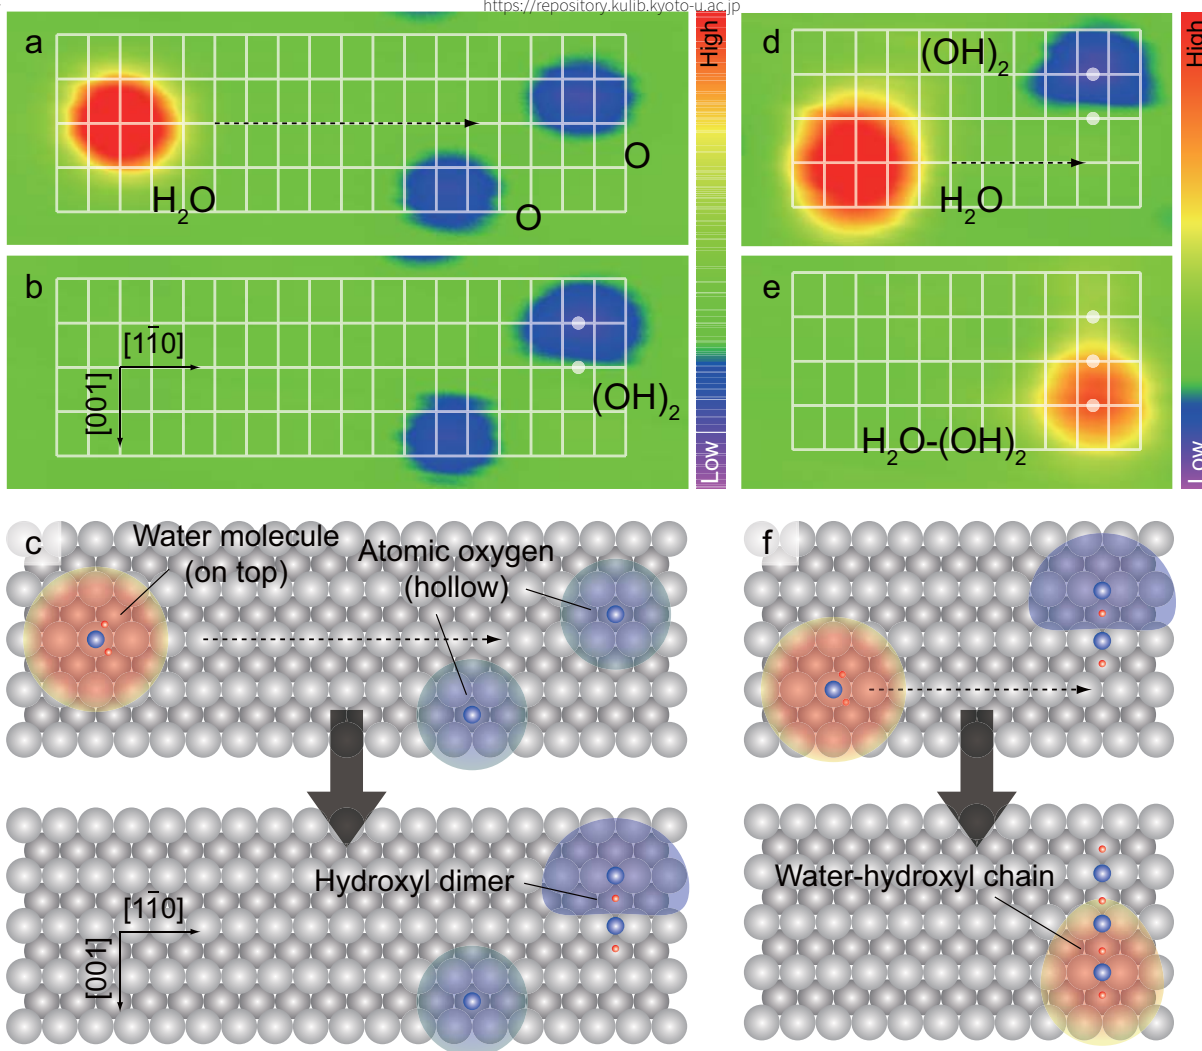 https://repository.kulib.kyoto-u.ac.jp
a
H₂O
O
O
High
Low
b
[11̄0]
[001]
(OH)₂
d
(OH)₂
H₂O
High
Low
e
H₂O-(OH)₂
c
Water molecule
(on top)
Atomic oxygen
(hollow)
Hydroxyl dimer
[11̄0]
[001]
f
Water-hydroxyl chain